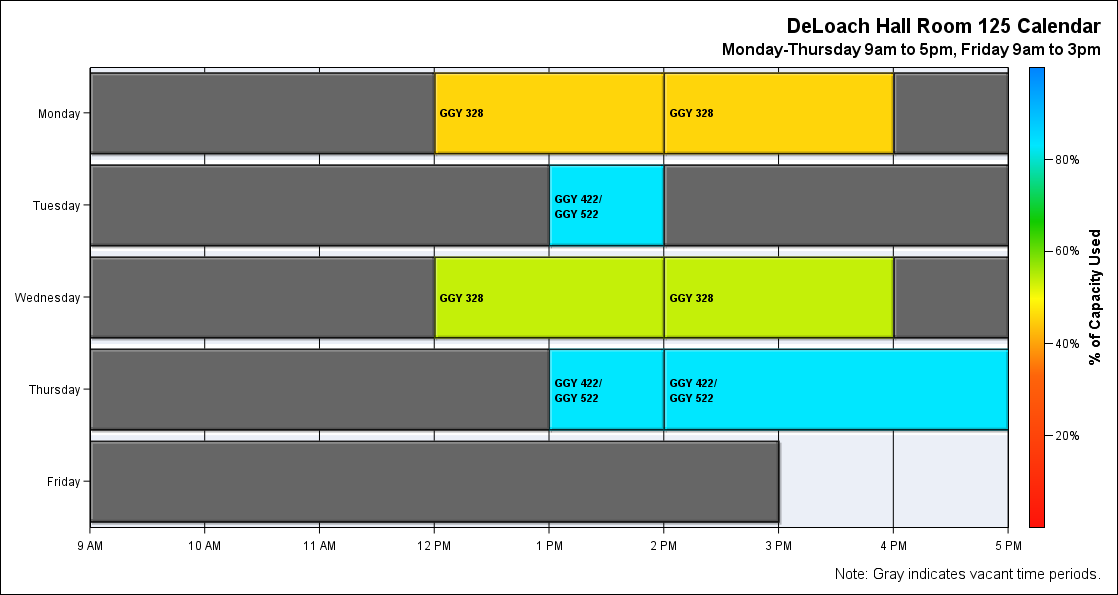 DeLoach Hall Room 125 Calendar
Monday-Thursday 9am to 5pm, Friday 9am to 3pm
Monday
GGY 328
GGY 328
Tuesday
GGY 422/
GGY 522
Wednesday
GGY 328
GGY 328
Thursday
GGY 422/
GGY 522
GGY 422/
GGY 522
Friday
9 AM
10 AM
11 AM
12 PM
1 PM
2 PM
3 PM
4 PM
5 PM
80%
60%
40%
20%
% of Capacity Used
Note: Gray indicates vacant time periods.